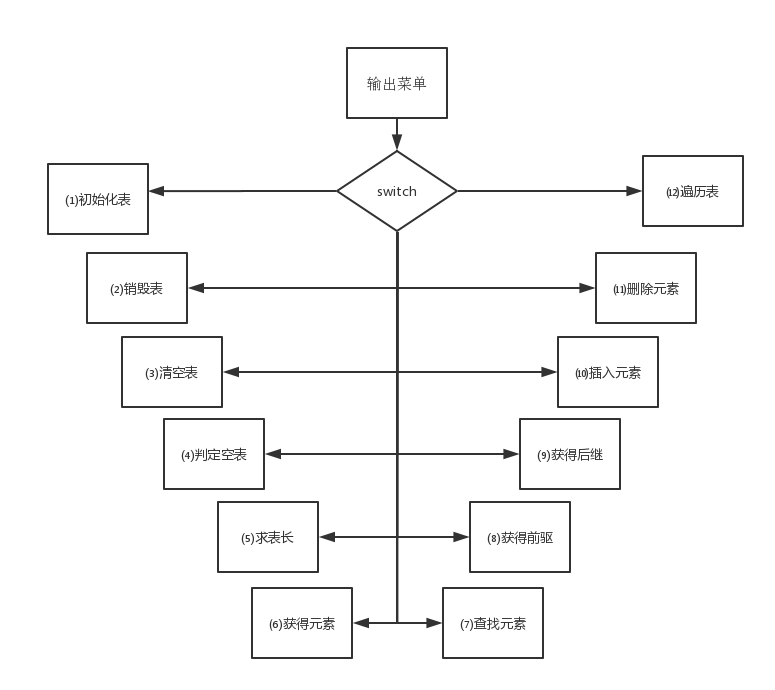 输出菜单
switch
⑴初始化表
⑿遍历表
⑵销毁表
⑾删除元素
⑶清空表
⑽插入元素
⑷判定空表
⑼获得后继
⑸求表长
⑻获得前驱
⑹获得元素
⑺查找元素